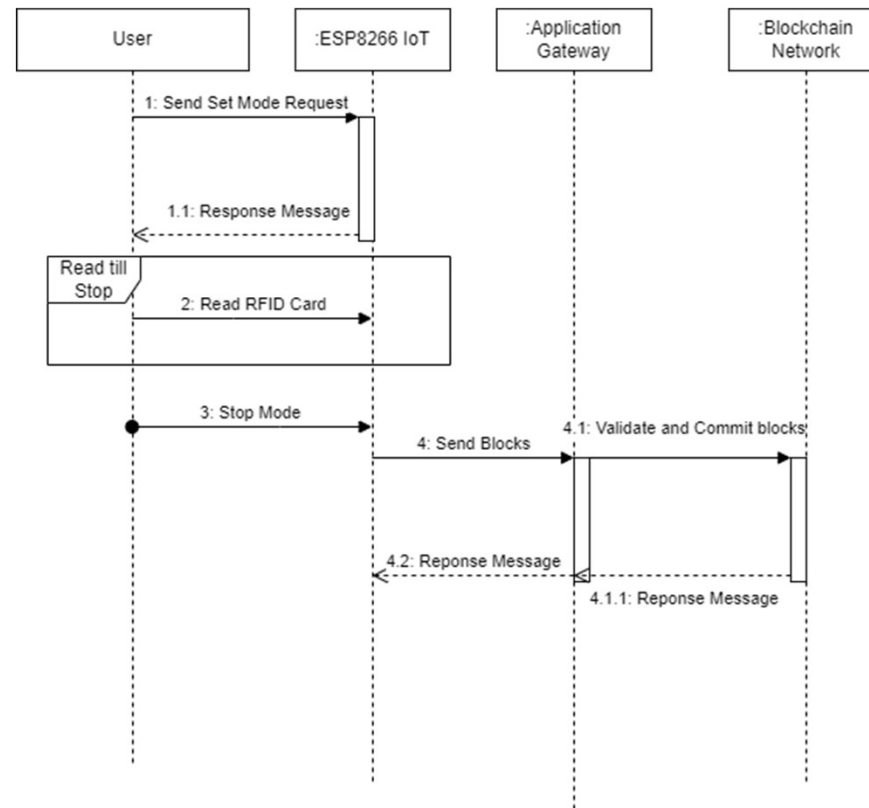 User
:ESP8266 IoT
:Application
Gateway
:Blockchain
Network
1: Send Set Mode Request
1.1: Response Message
Read till
Stop
2: Read RFID Card
3: Stop Mode
4: Send Blocks
4.1: Validate and Commit blocks
4.2: Reponse Message
4.1.1: Reponse Message